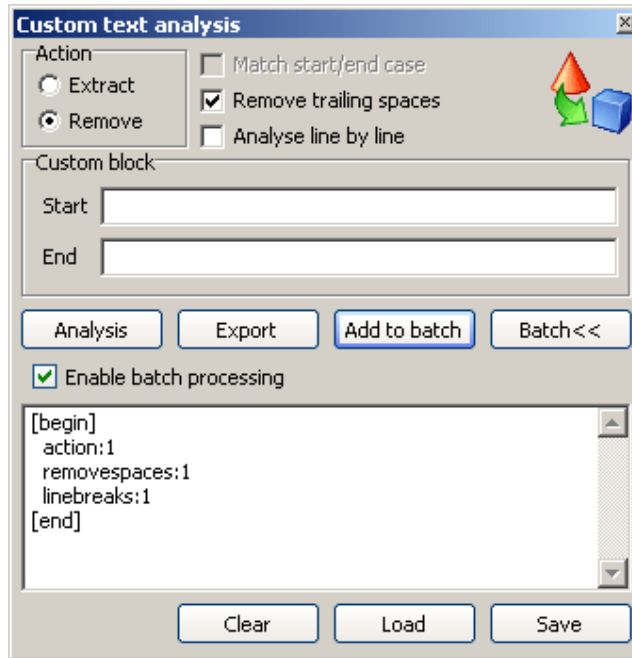 Custom text analysis
Action
Extract
Remove
Match start/end case
Remove trailing spaces
Analyse line by line
Custom block
Start
End
Analysis
Export
Add to batch
Batch<<
Enable batch processing
[begin]
action:1
removespaces:1
linebreaks:1
[end]
Clear
Load
Save